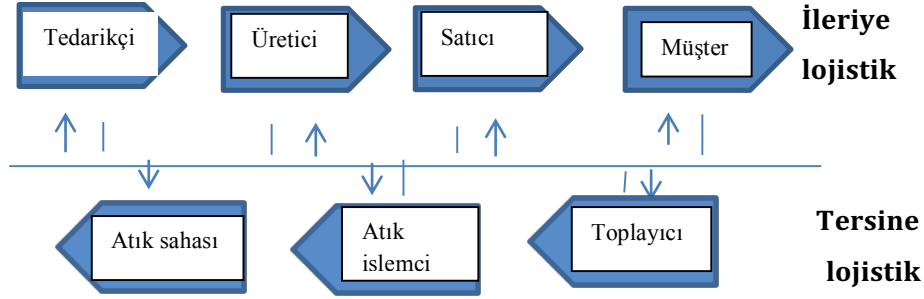 Tedarikçi
Üretici
Satıcı
Müşter
İleriye
lojistik
Atık sahası
Atık
islemci
Toplayıcı
Tersine
lojistik